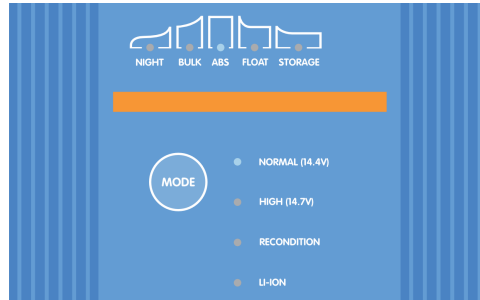 NIGHT BULK ABS FLOAT STORAGE
MODE
NORMAL (14.4V)
HIGH (14.7V)
RECONDITION
LI-ION